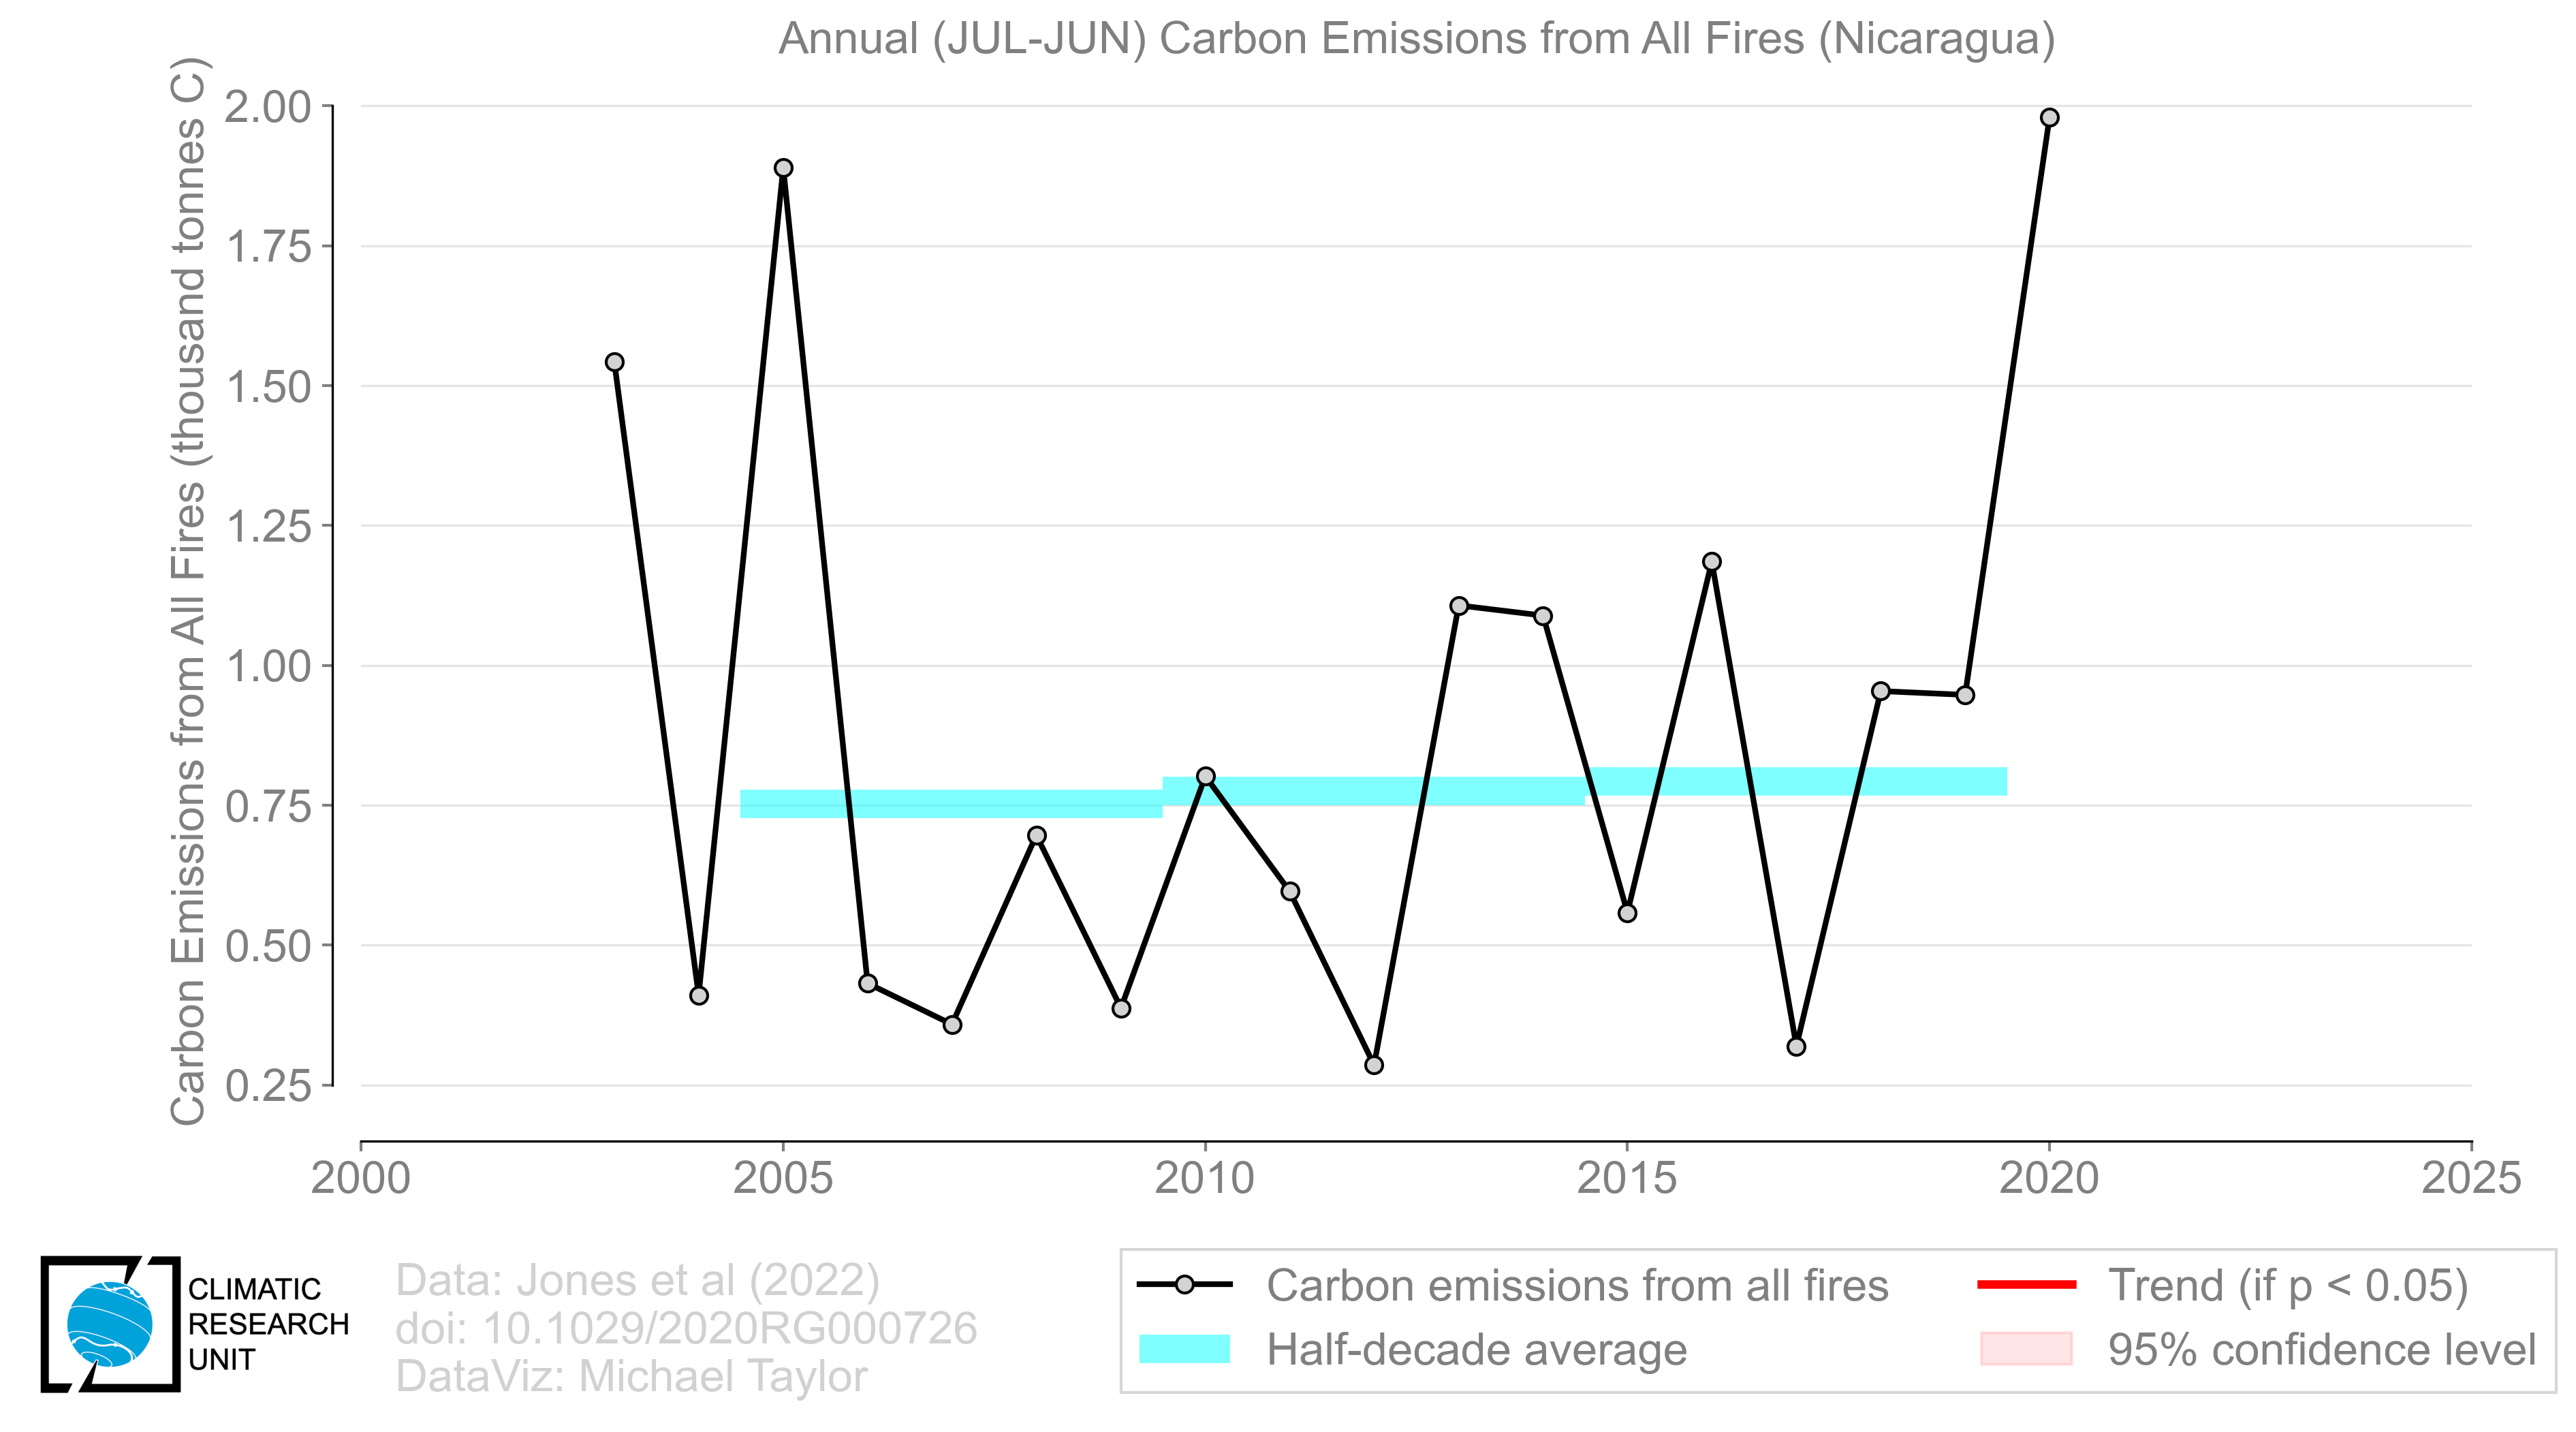 Annual (JUL-JUN) Carbon Emissions from All Fires (Nicaragua)
Carbon Emissions from All Fires (thousand tonnes C)
2.00
1.75
1.50
1.25
1.00
0.75
0.50
0.25
2000
2005
2010
2015
2020
2025
CLIMATIC
RESEARCH
UNIT
Data: Jones et al (2022)
doi: 10.1029/2020RG000726
DataViz: Michael Taylor
Carbon emissions from all fires
Half-decade average
Trend (if p < 0.05)
95% confidence level